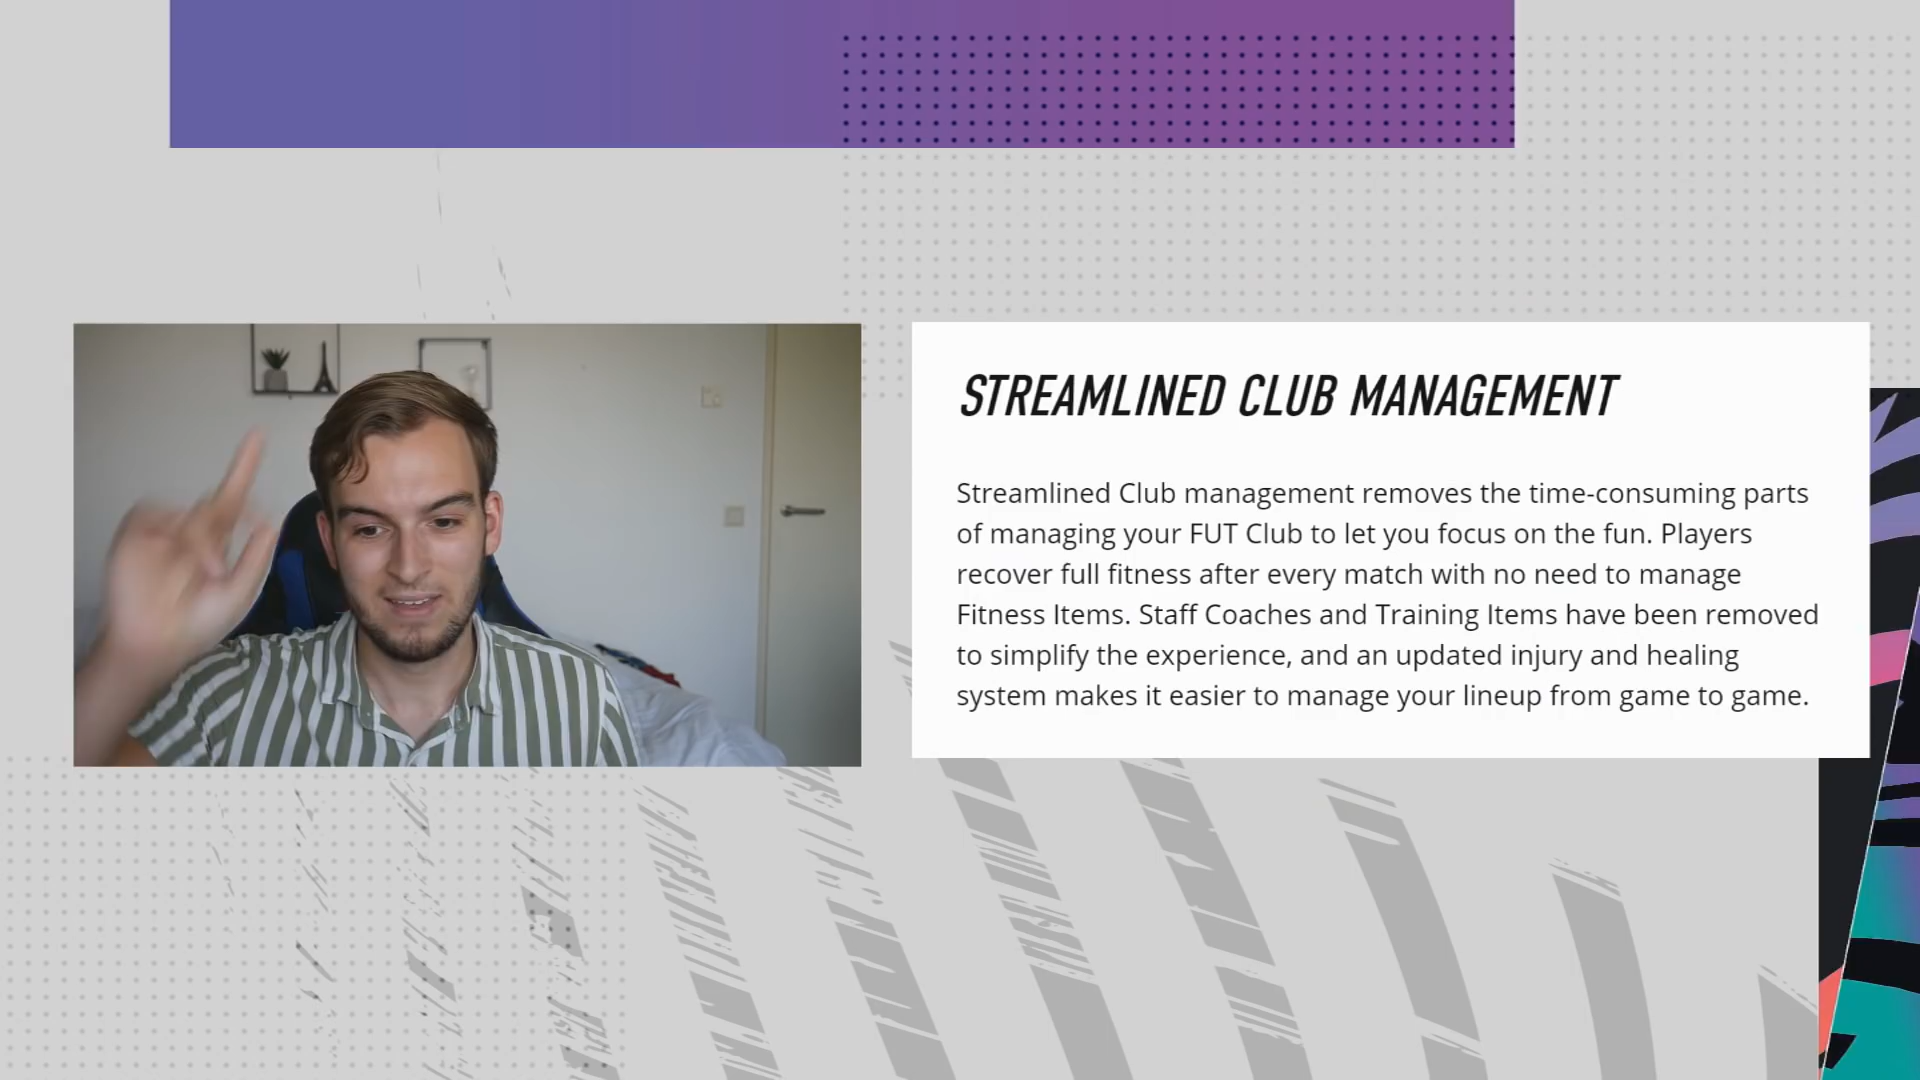 STREAMLINED CLUB MANAGEMENT
Streamlined Club management removes the time-consuming parts
of managing your FUT Club to let you focus on the fun. Players
recover full fitness after every match with no need to manage
Fitness Items. Staff Coaches and Training Items have been removed
to simplify the experience, and an updated injury and healing
system makes it easier to manage your lineup from game to game.